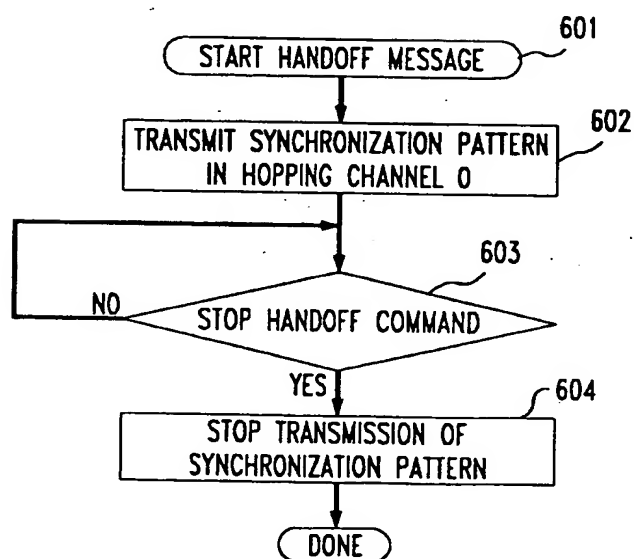 601
START HANDOFF MESSAGE
602
TRANSMIT SYNCHRONIZATION PATTERN
IN HOPPING CHANNEL 0
603
NO
STOP HANDOFF COMMAND
YES
604
STOP TRANSMISSION OF
SYNCHRONIZATION PATTERN
DONE